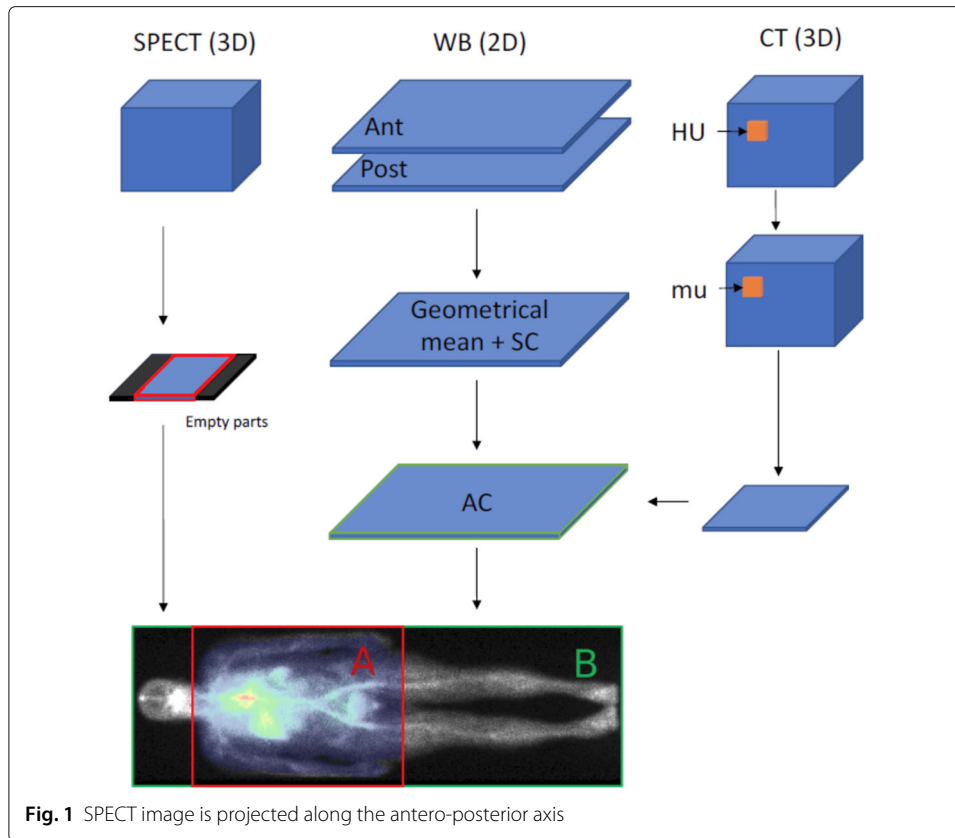 SPECT (3D)
WB (2D)
CT (3D)
Ant
Post
HU
mu
Geometrical
mean + SC
Empty parts
AC
A
B
Fig. 1 SPECT image is projected along the antero-posterior axis